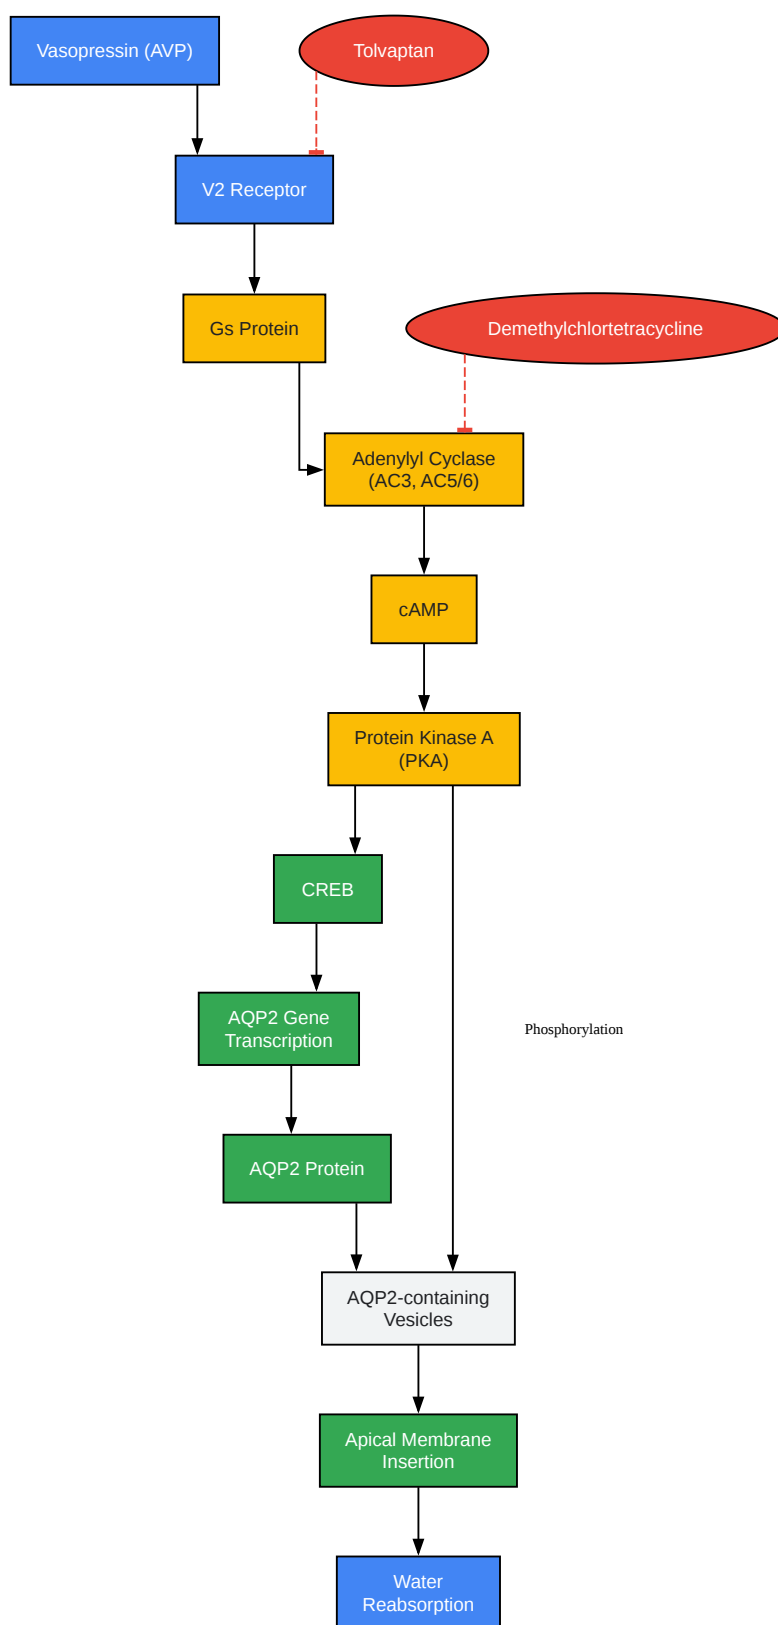 Vasopressin (AVP)
Tolvaptan
V2 Receptor
Gs Protein
Demethylchlortetracycline
Adenylyl Cyclase
(AC3, AC5/6)
cAMP
Protein Kinase A
(PKA)
CREB
AQP2 Gene
Transcription
Phosphorylation
AQP2 Protein
AQP2-containing
Vesicles
Apical Membrane
Insertion
Water
Reabsorption